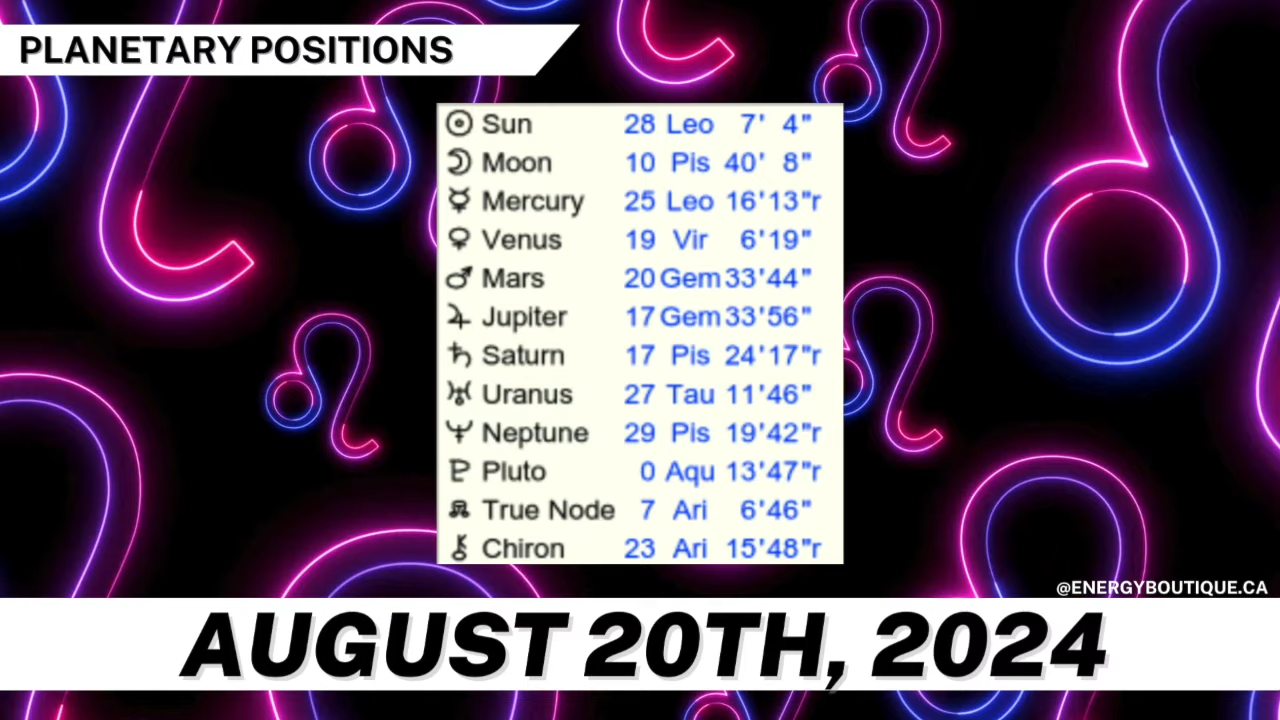 PLANETARY POSITIONS
Sun 28 Leo 7' 4"
Moon 10 Pis 40' 8"
Mercury 25 Leo 16'13"r
Venus 19 Vir 6'19"
Mars 20 Gem 33'44"
Jupiter 17 Gem 33'56"
Saturn 17 Pis 24'17"r
Uranus 27 Tau 11'46"
Neptune 29 Pis 19'42"r
Pluto 0 Aqu 13'47"r
True Node 7 Ari 6'46"
Chiron 23 Ari 15'48"r
@ENERGYBOUTIQUE.CA
AUGUST 20TH, 2024